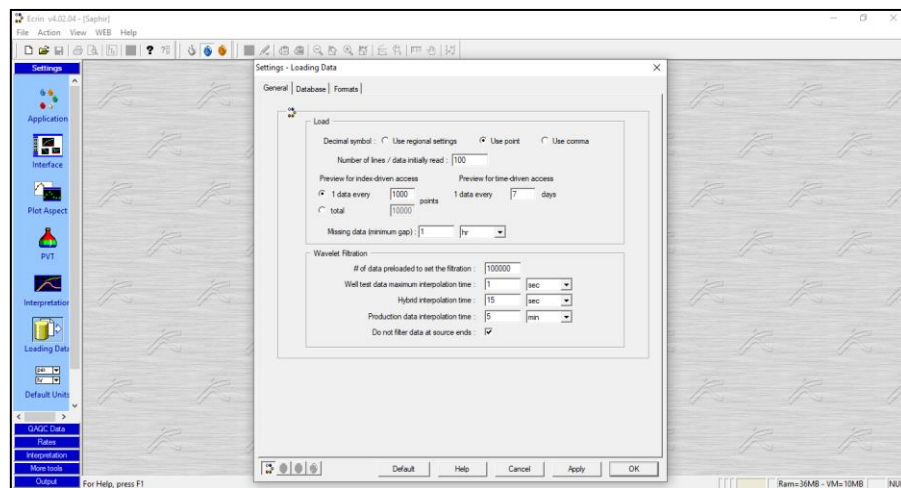 Ecrin v4.02.04 - [Saphir]
File Action View WEB Help
Settings
Application
Interface
Plot Aspect
PVT
Interpretation
Loading Data
psi
hr
Default Units
QAQC Data
Rates
Interpretation
More tools
Output
Settings - Loading Data
General Database Formats
Load
Decimal symbol : Use regional settings Use point Use comma
Number of lines / data initially read : 100
Preview for index-driven access Preview for time-driven access
1 data every 1000 points 1 data every 7 days
total 10000
Missing data (minimum gap) : 1 hr
Wavelet Filtration
# of data preloaded to set the filtration : 100000
Well test data maximum interpolation time : 1 sec
Hybrid interpolation time : 15 sec
Production data interpolation time : 5 min
Do not filter data at source ends :
Default Help Cancel Apply OK
For Help, press F1
Ram=36MB - VM=10MB NU